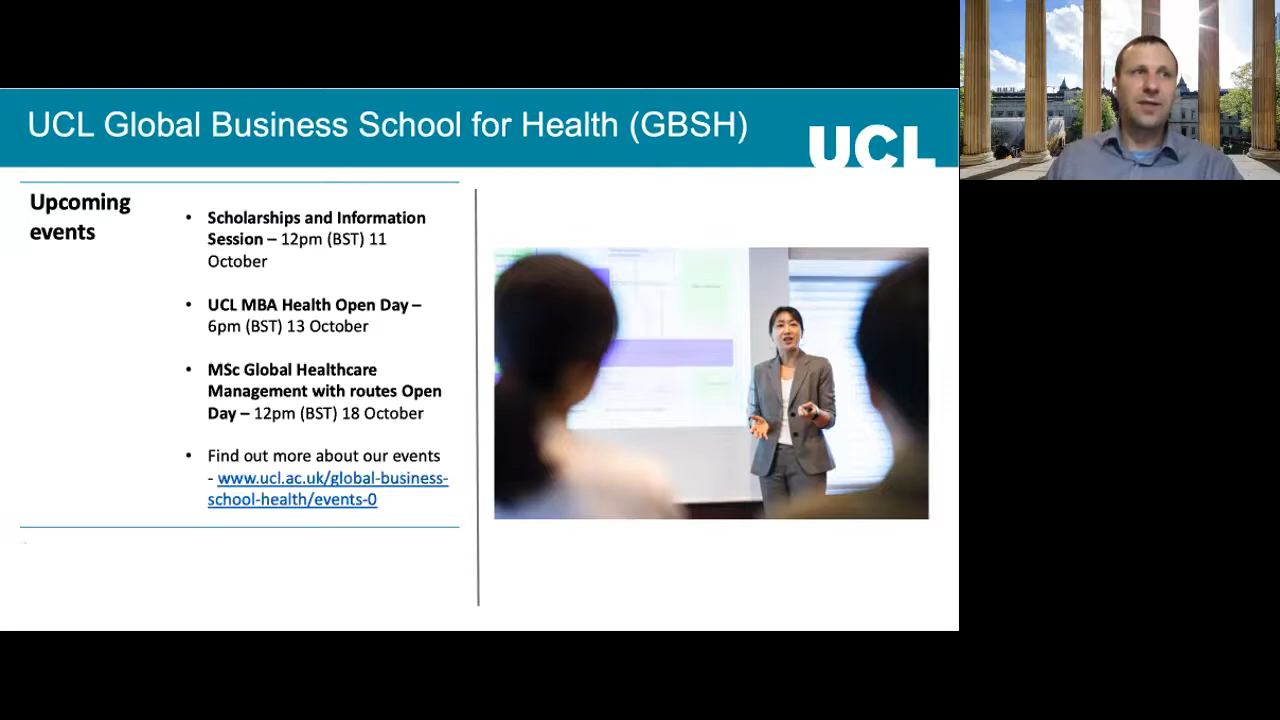 UCL Global Business School for Health (GBSH)
UCL
Upcoming
events
• Scholarships and Information
Session – 12pm (BST) 11
October
• UCL MBA Health Open Day –
6pm (BST) 13 October
• MSc Global Healthcare
Management with routes Open
Day – 12pm (BST) 18 October
• Find out more about our events
- www.ucl.ac.uk/global-business-
school-health/events-0